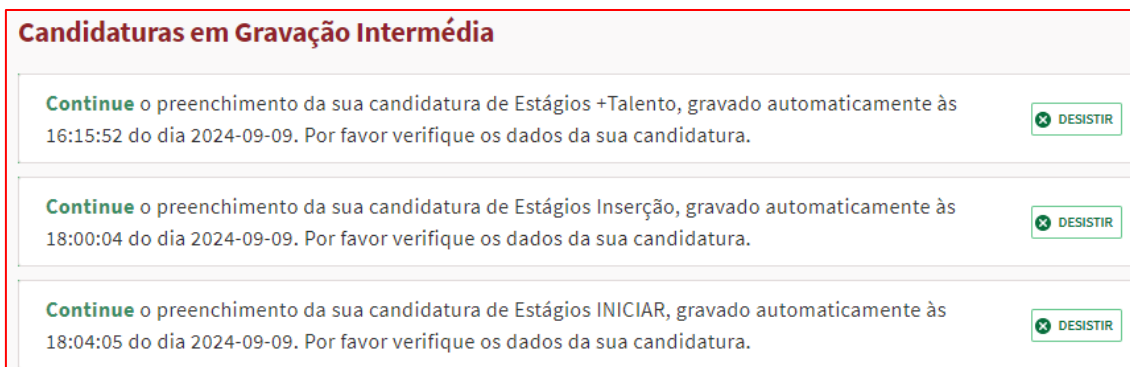 Candidaturas em Gravação Intermédia
Continue o preenchimento da sua candidatura de Estágios +Talento, gravado automaticamente às
16:15:52 do dia 2024-09-09. Por favor verifique os dados da sua candidatura.
DESISTIR
Continue o preenchimento da sua candidatura de Estágios Inserção, gravado automaticamente às
18:00:04 do dia 2024-09-09. Por favor verifique os dados da sua candidatura.
DESISTIR
Continue o preenchimento da sua candidatura de Estágios INICIAR, gravado automaticamente às
18:04:05 do dia 2024-09-09. Por favor verifique os dados da sua candidatura.
DESISTIR